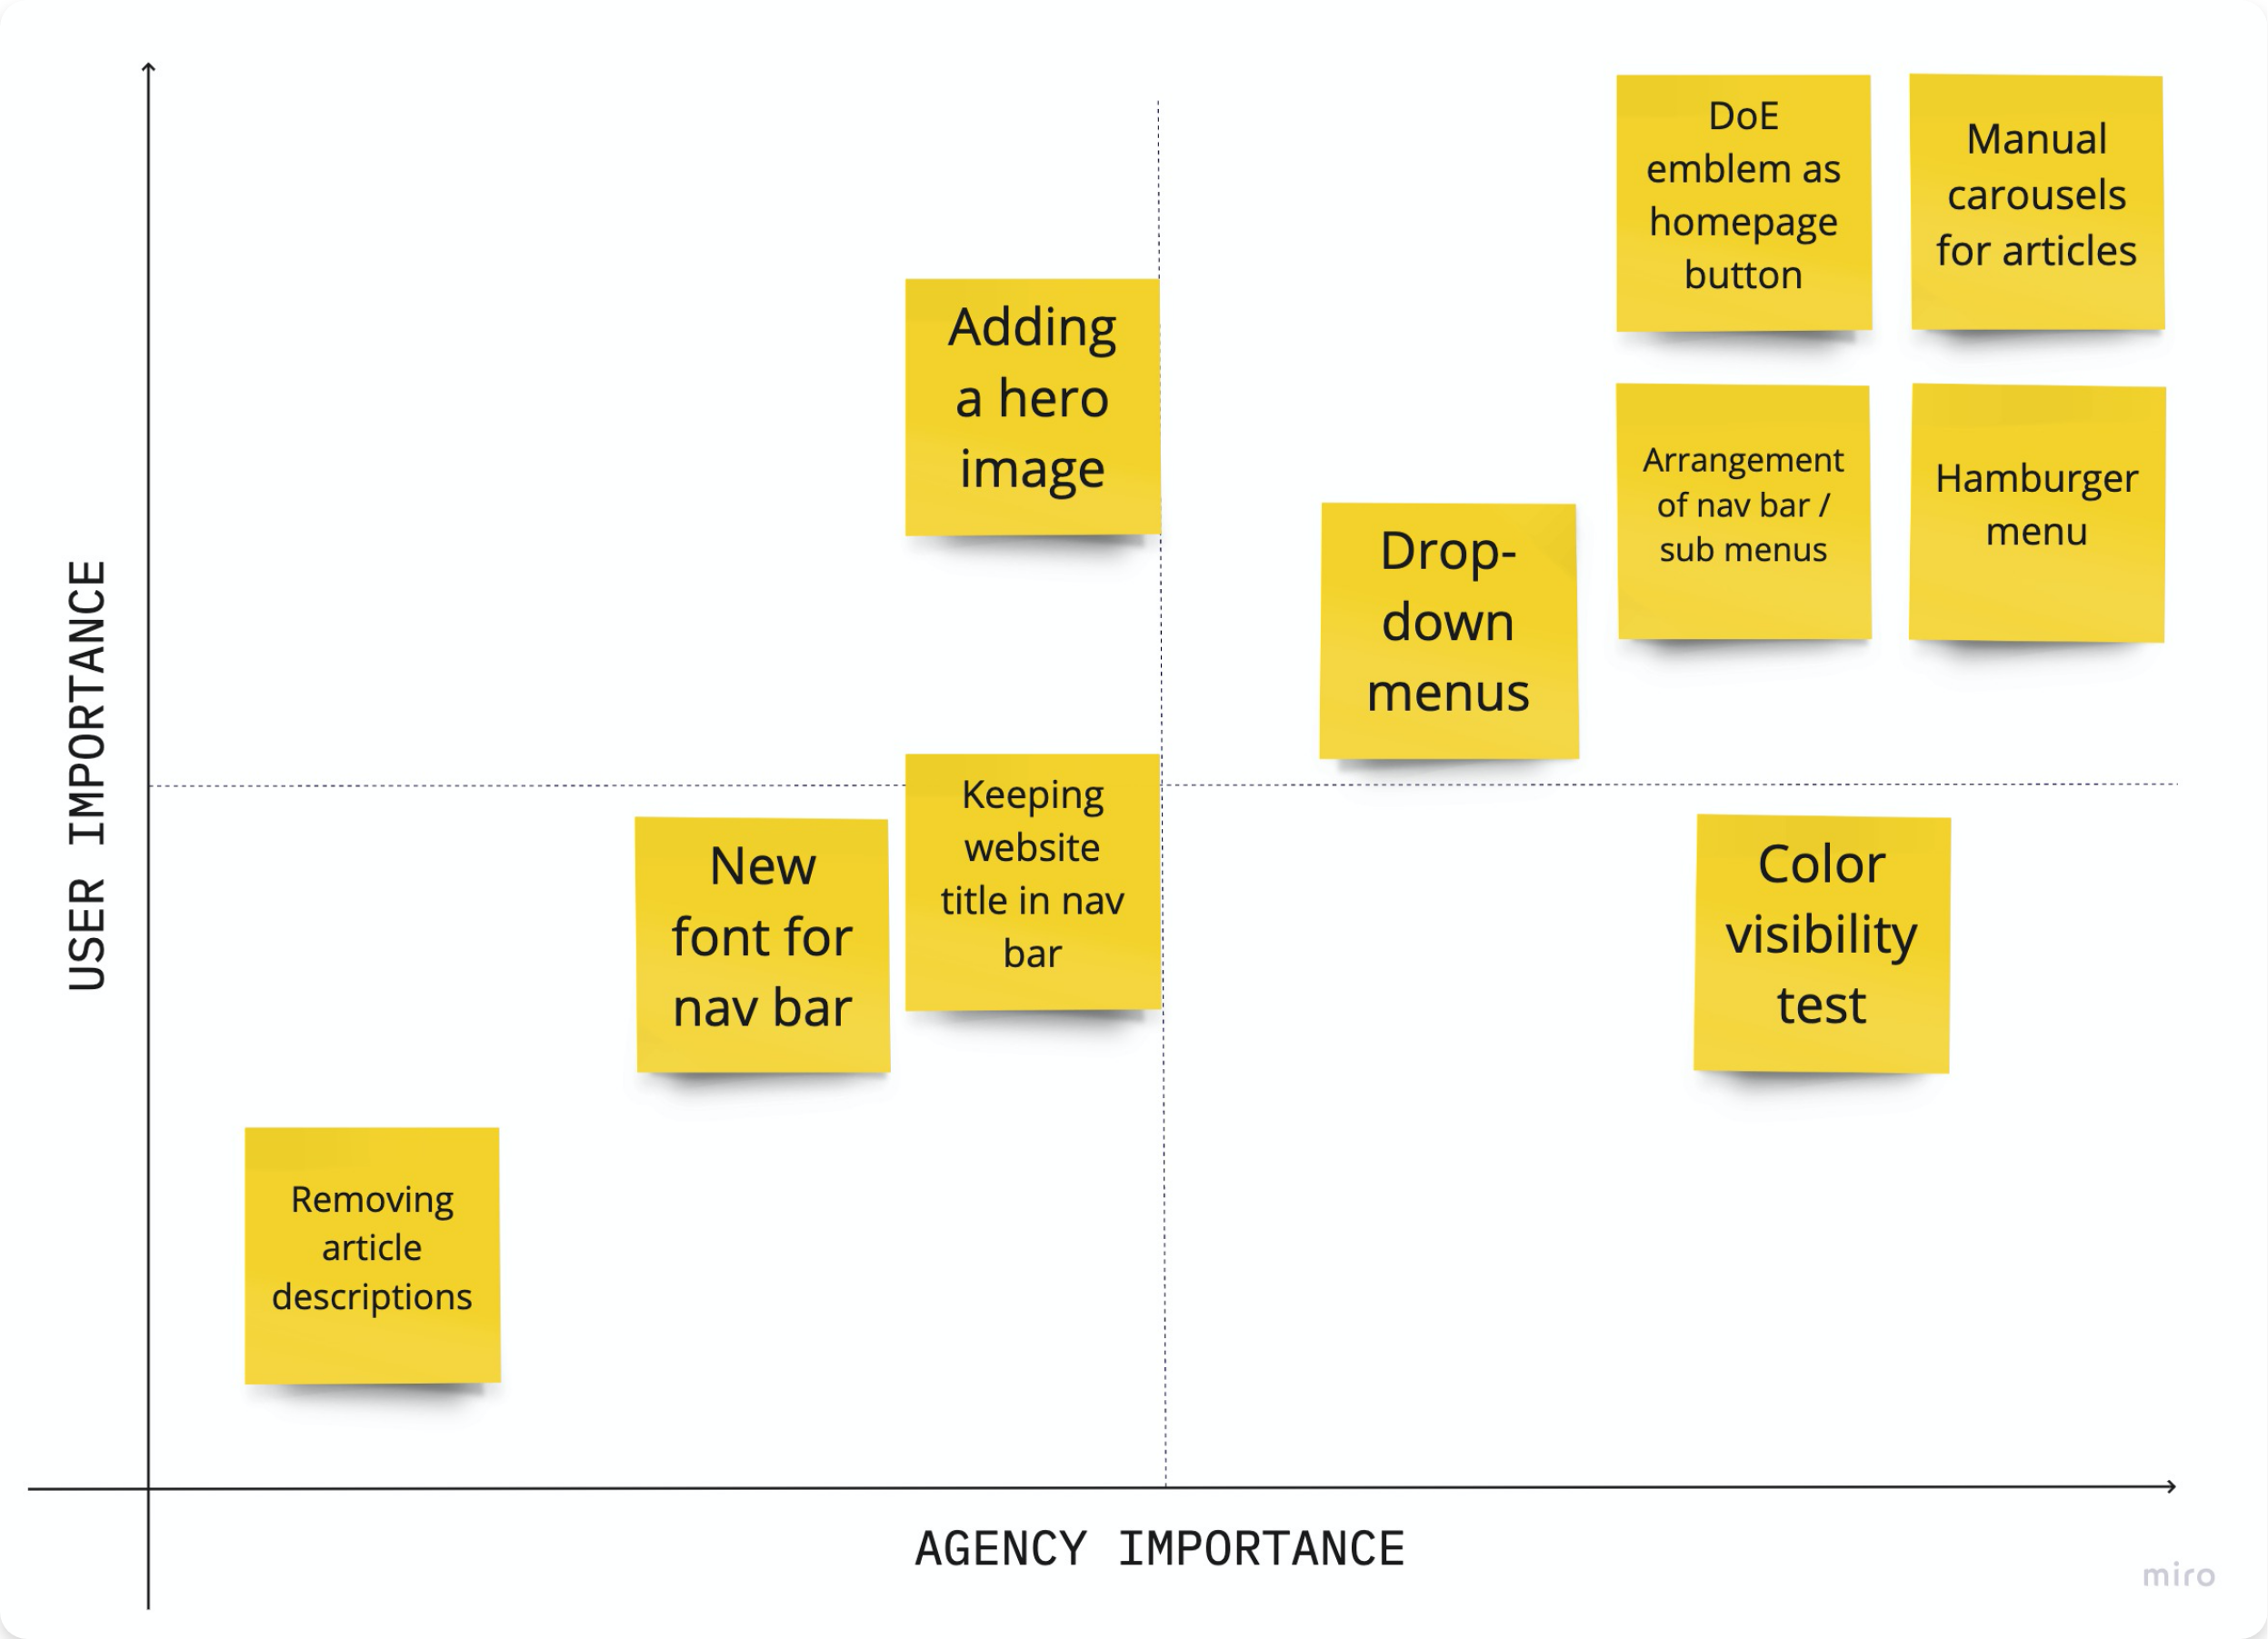 DoE
emblem as
homepage
button
Manual
carousels
for articles
Adding
a hero
image
Arrangement
of nav bar /
sub menus
Hamburger
menu
Drop-
down
menus
USER IMPORTANCE
Keeping
website
title in nav
bar
New
font for
nav bar
Color
visibility
test
Removing
article
descriptions
AGENCY IMPORTANCE
miro